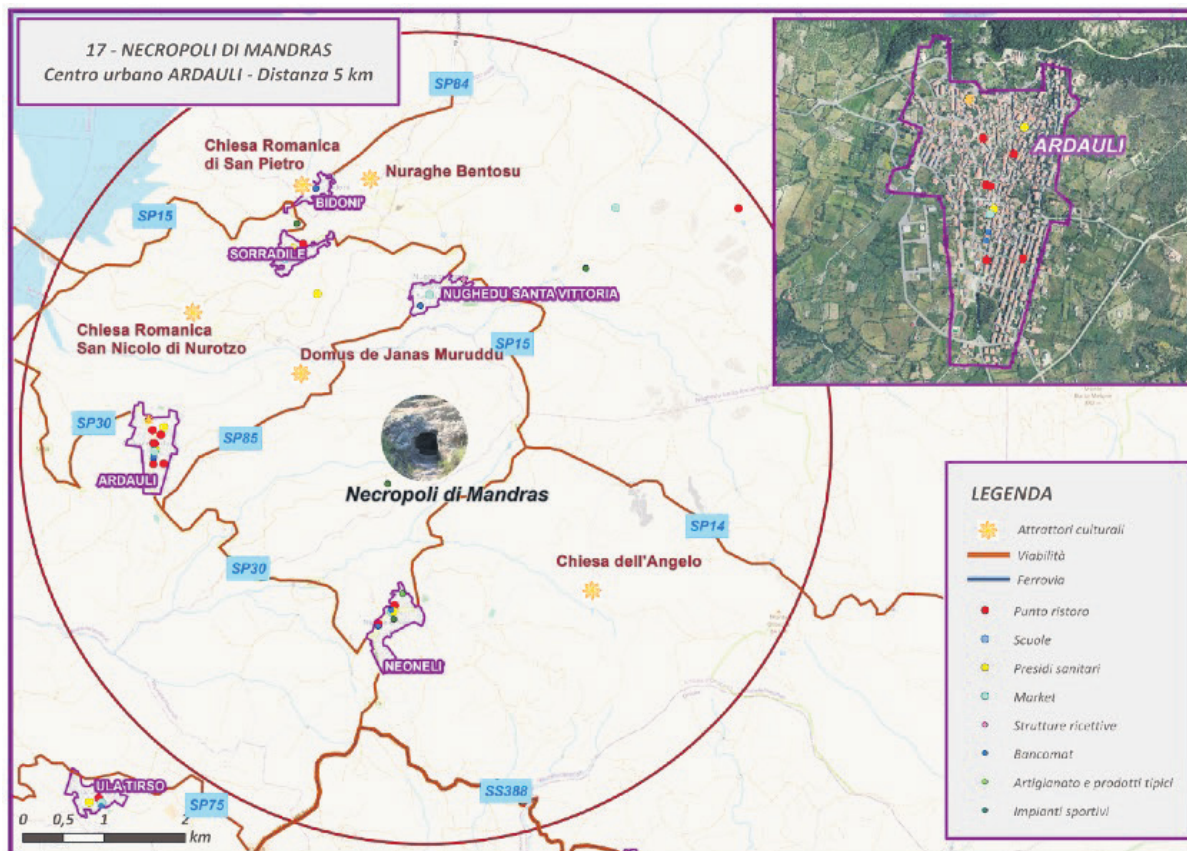 17 - NECROPOLI DI MANDRAS
Centro urbano ARDAULI - Distanza 5 km
SP84
Chiesa Romanica
di San Pietro
Nuraghe Bentosu
BIDONI'
SP15
SORRADILE
NUGHEDU SANTA VITTORIA
Chiesa Romanica
San Nicolo di Nurotzo
Domus de Janas Muruddu
SP15
SP30
SP85
ARDAULI
Necropoli di Mandras
SP14
SP30
Chiesa dell'Angelo
NEONELI
ULA TIRSO
SP75
SS388
0 0,5 1 2
km
ARDAULI
LEGENDA
Attrattori culturali
Viabilità
Ferrovia
Punto ristoro
Scuole
Presidi sanitari
Market
Strutture ricettive
Bancomat
Artigianato e prodotti tipici
Impianti sportivi